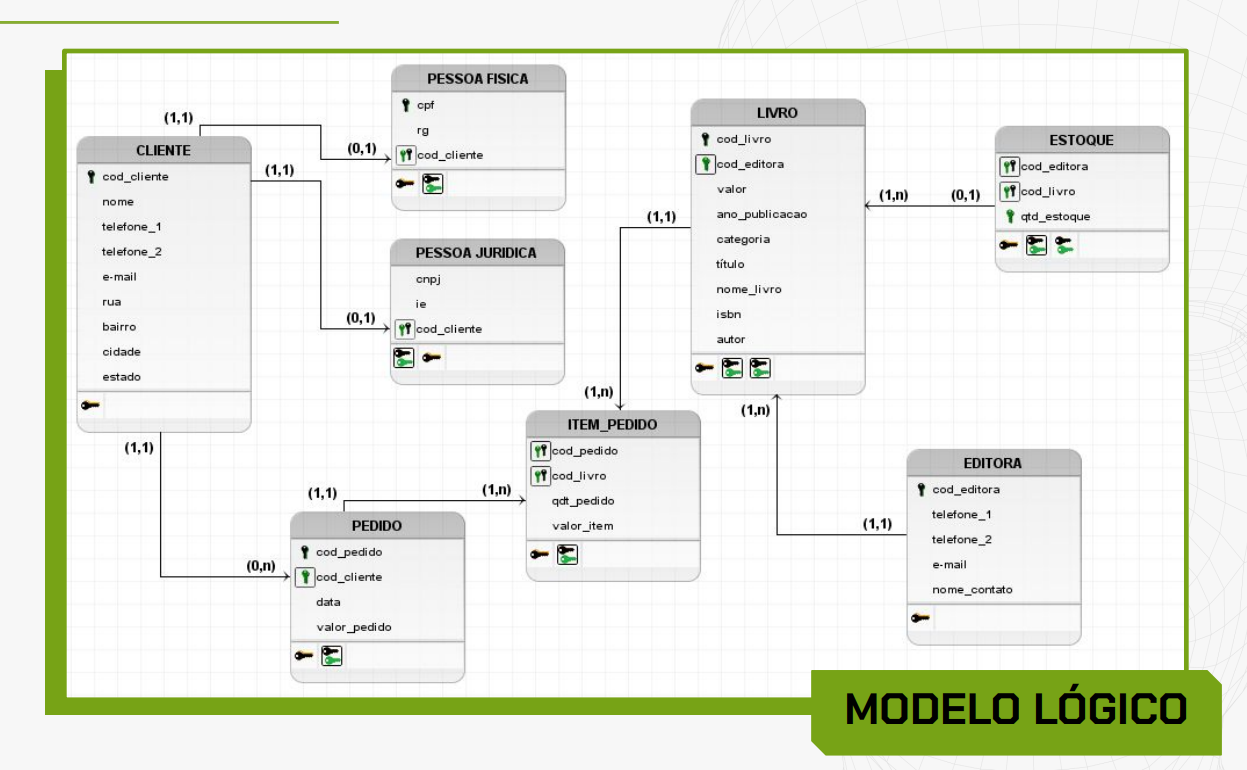 PESSOA FISICA
cpf
rg
cod_cliente
(1,1)
(0,1)
CLIENTE
cod_cliente
nome
telefone_1
telefone_2
e-mail
rua
bairro
cidade
estado
(1,1)
(0,1)
PESSOA JURIDICA
cnpj
ie
cod_cliente
LIVRO
cod_livro
cod_editora
valor
ano_publicacao
categoria
título
nome_livro
isbn
autor
ESTOQUE
cod_editora
cod_livro
qtd_estoque
(1,n)
(0,1)
(1,1)
(1,n)
ITEM_PEDIDO
cod_pedido
cod_livro
qdt_pedido
valor_item
(1,n)
(1,1)
EDITORA
cod_editora
telefone_1
telefone_2
e-mail
nome_contato
(1,1)
(0,n)
(1,1)
(1,n)
PEDIDO
cod_pedido
cod_cliente
data
valor_pedido
MODELO LÓGICO